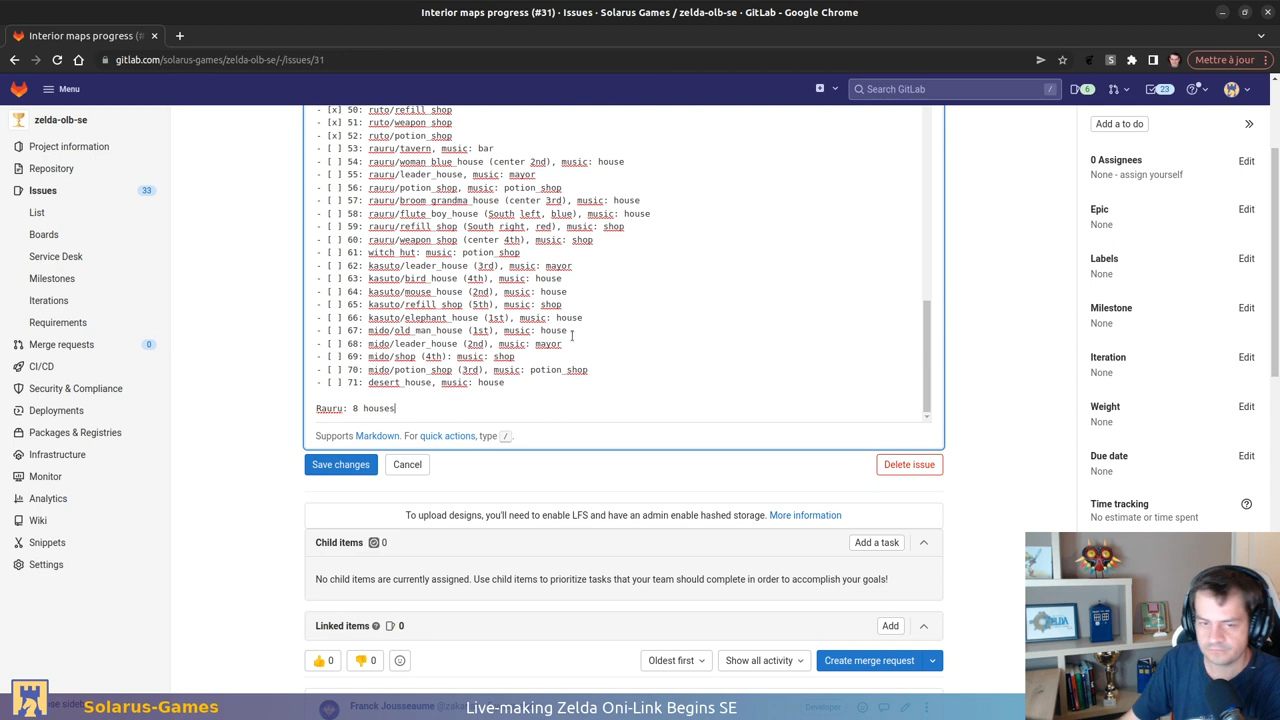 Interior maps progress (#31) · Issues · Solarus Games / zelda-olb-se · GitLab - Google Chrome
Interior maps progress (#
gitlab.com/solarus-games/zelda-olb-se/-/issues/31
Mettre à jour
Menu
Search GitLab
/
6
23
zelda-olb-se
Project information
Repository
Issues
33
List
Boards
Service Desk
Milestones
Iterations
Requirements
Merge requests
0
CI/CD
Security & Compliance
Deployments
Packages & Registries
Infrastructure
Monitor
Analytics
Wiki
Snippets
Settings
- [x] 50: ruto/refill_shop
- [x] 51: ruto/weapon_shop
- [x] 52: ruto/potion_shop
- [ ] 53: rauru/tavern, music: bar
- [ ] 54: rauru/woman_blue_house (center 2nd), music: house
- [ ] 55: rauru/leader_house, music: mayor
- [ ] 56: rauru/potion_shop, music: potion_shop
- [ ] 57: rauru/broom_grandma_house (center 3rd), music: house
- [ ] 58: rauru/flute_boy_house (South left, blue), music: house
- [ ] 59: rauru/refill_shop (South right, red), music: shop
- [ ] 60: rauru/weapon_shop (center 4th), music: shop
- [ ] 61: witch_hut: music: potion_shop
- [ ] 62: kasuto/leader_house (3rd), music: mayor
- [ ] 63: kasuto/bird_house (4th), music: house
- [ ] 64: kasuto/mouse_house (2nd), music: house
- [ ] 65: kasuto/refill_shop (5th), music: shop
- [ ] 66: kasuto/elephant_house (1st), music: house
- [ ] 67: mido/old_man_house (1st), music: house
- [ ] 68: mido/leader_house (2nd), music: mayor
- [ ] 69: mido/shop (4th): music: shop
- [ ] 70: mido/potion_shop (3rd), music: potion_shop
- [ ] 71: desert_house, music: house
Rauru: 8 houses
Supports Markdown. For quick actions, type /.
Save changes
Cancel
Delete issue
To upload designs, you'll need to enable LFS and have an admin enable hashed storage. More information
Child items
0
Add a task
No child items are currently assigned. Use child items to prioritize tasks that your team should complete in order to accomplish your goals!
Linked items
0
Add
👍 0
👎 0
Oldest first
Show all activity
Create merge request
Franck Jousseaume
Developer
Add a to do
0 Assignees
Edit
None - assign yourself
Epic
Edit
None
Labels
Edit
None
Milestone
Edit
None
Iteration
Edit
None
Weight
Edit
None
Due date
Edit
None
Time tracking
No estimate or time spent
Solarus-Games
Live-making Zelda Oni-Link Begins SE